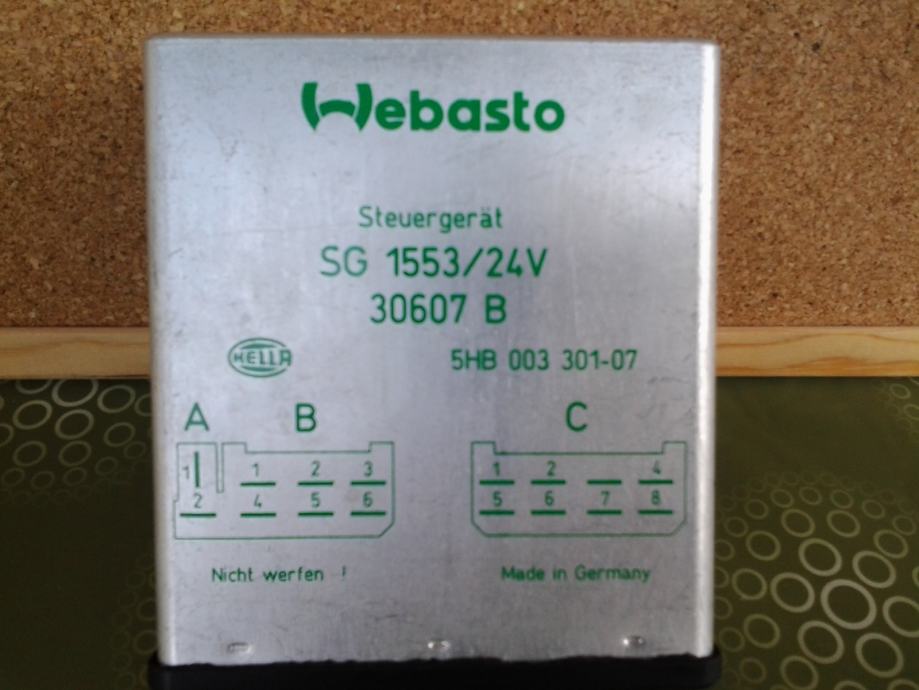 Webasto
Steuergerät
SG 1553/24V
30607 B
HELLA 5HB 003 301-07
A B C
1 1 2 3 1 2 4
2 4 5 6 5 6 7 8
Nicht werfen ! Made in Germany